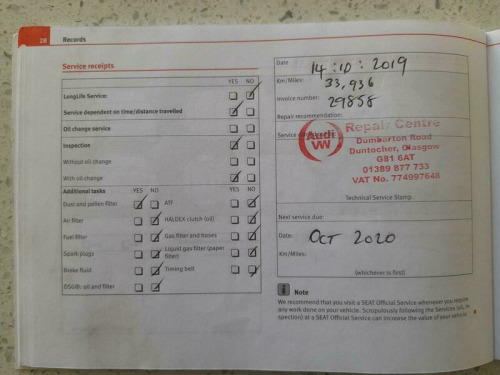 28
Records
Service receipts
YES NO
LongLife Service:
Service dependent on time/distance travelled
Oil change service
Inspection
Without oil change
With oil change
Additional tasks YES NO YES NO
Dust and pollen filter ATF
Air filter HALDEX clutch (oil)
Fuel filter Gas filter and hoses
Spark plugs Liquid gas filter (paper filter)
Brake fluid Timing belt
DSG®: oil and filter
Date 14 : 10 : 2019
Km/Miles: 33,936
Invoice number: 29858
Repair recommendation:
Service
Audi
VW
Repair Centre
Dumbarton Road
Duntocher, Glasgow
G81 6AT
01389 877 733
VAT No. 774997648
Technical Service Stamp
Next service due:
Date: OCT 2020
Km/Miles:
(whichever is first)
i Note
We recommend that you visit a SEAT Official Service whenever you require
any work done on your vehicle. Scrupulously following the Services (oil, in-
spection) at a SEAT Official Service can increase the value of your vehicle.